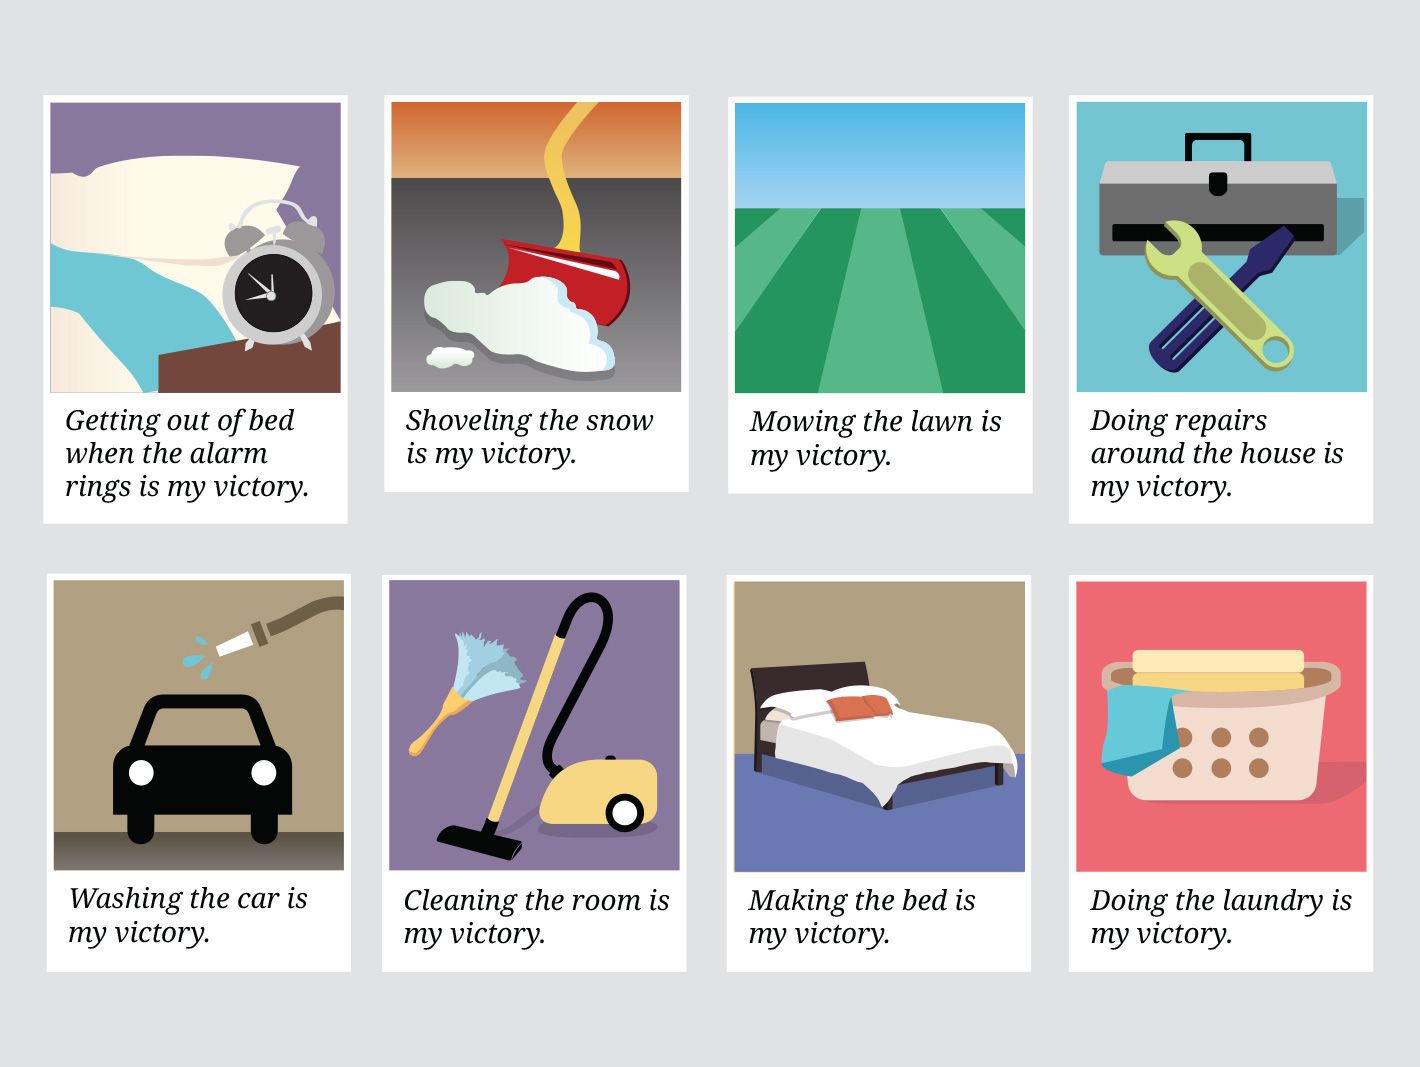 Getting out of bed
when the alarm
rings is my victory.
Shoveling the snow
is my victory.
Mowing the lawn is
my victory.
Doing repairs
around the house is
my victory.
Washing the car is
my victory.
Cleaning the room is
my victory.
Making the bed is
my victory.
Doing the laundry is
my victory.